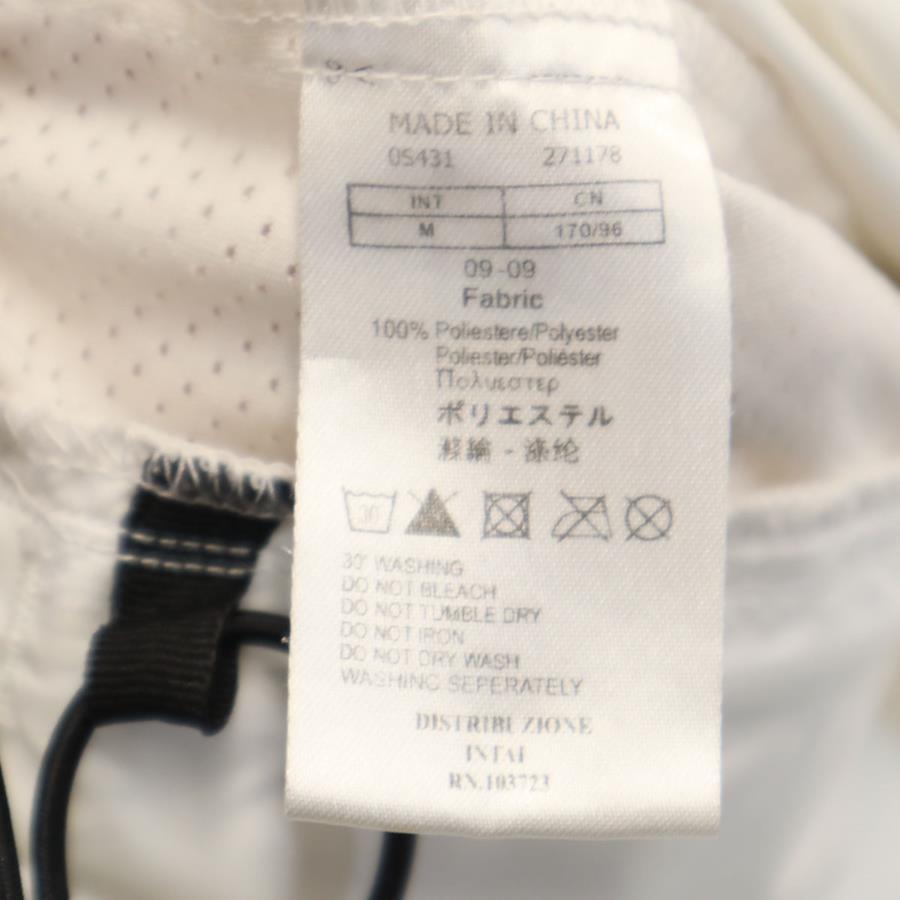 MADE IN CHINA
05431 271178
INT CN
M 170/96
09-09
Fabric
100% Poliestere/Polyester
Poliester/Poliéster
Πολυεστερ
ポリエステル
滌綸 - 涤纶
30
30° WASHING
DO NOT BLEACH
DO NOT TUMBLE DRY
DO NOT IRON
DO NOT DRY WASH
WASHING SEPERATELY
DISTRIBUZIONE
INTAI
RN.103723